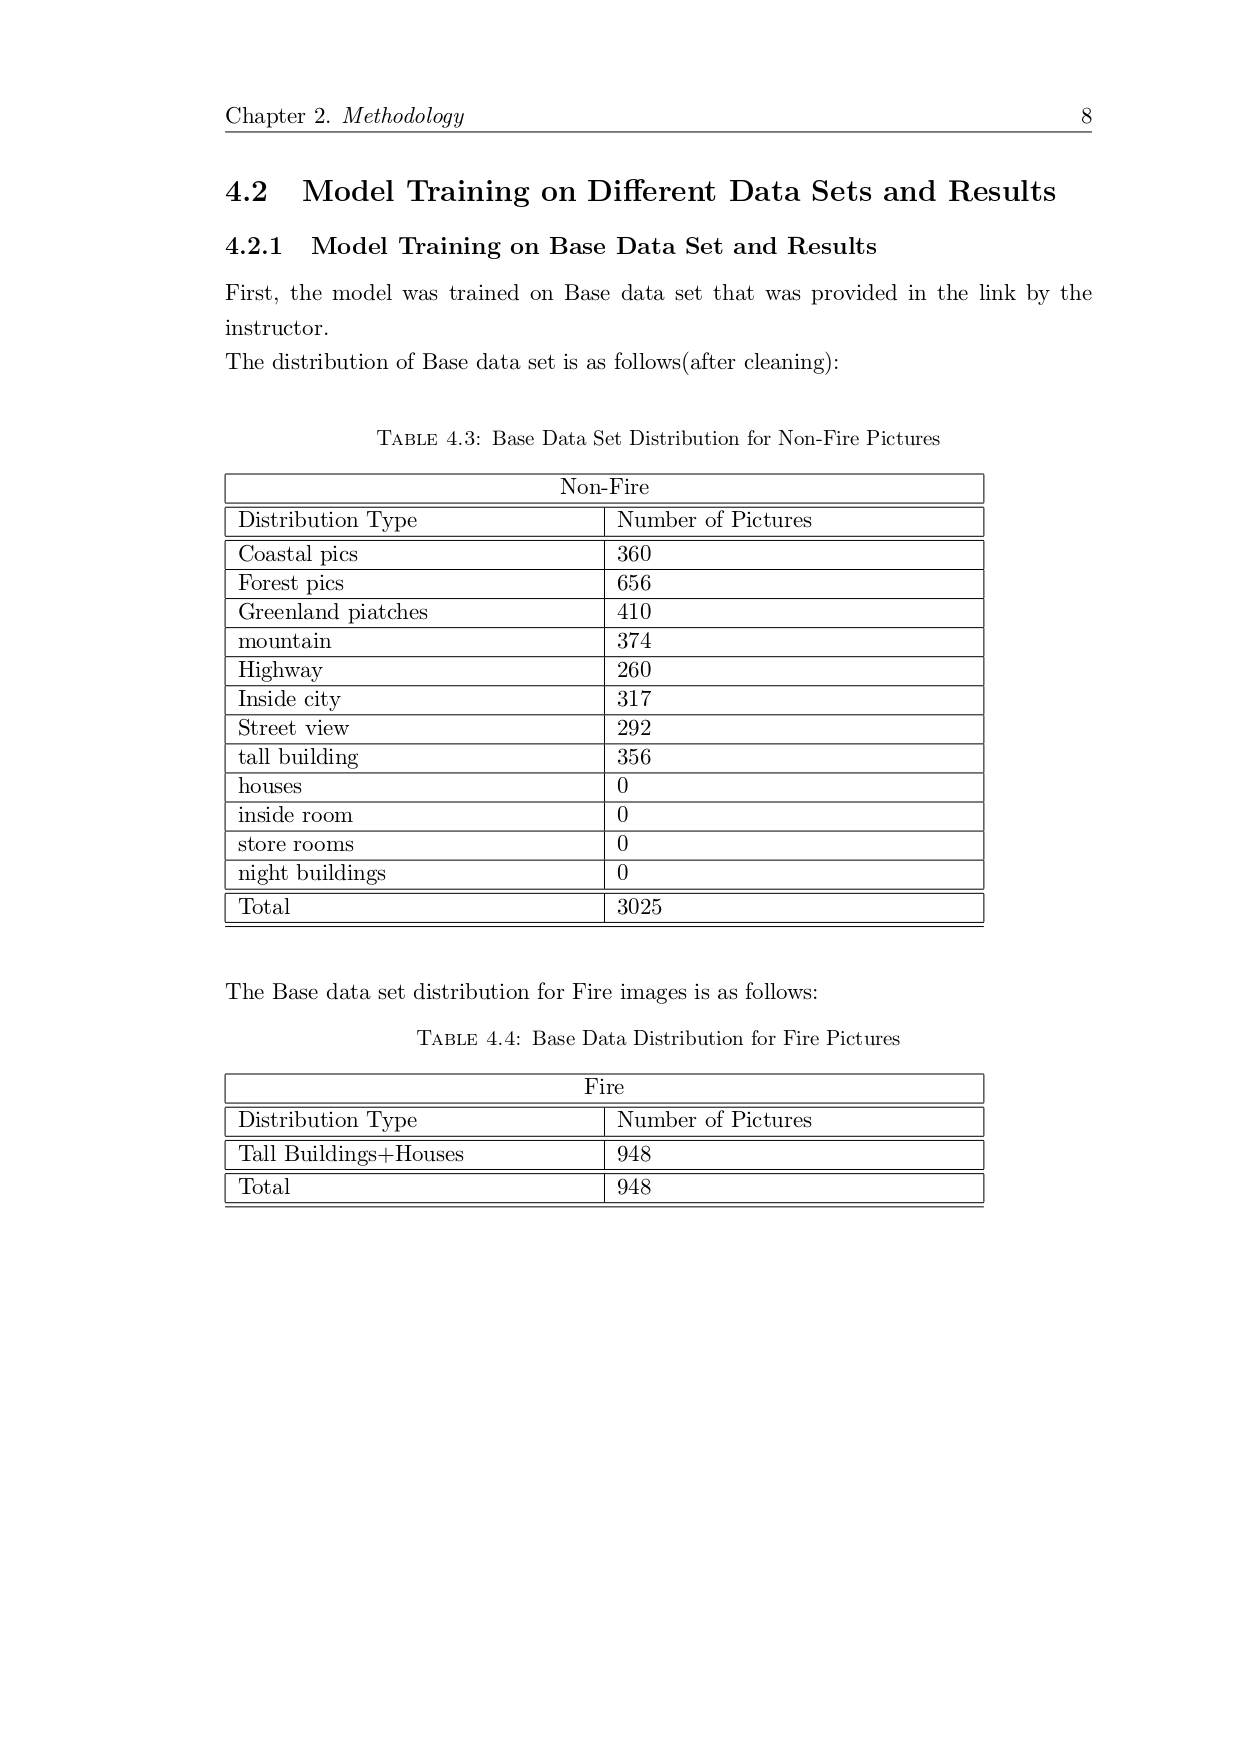 Chapter 2. Methodology 8
4.2 Model Training on Different Data Sets and Results
4.2.1 Model Training on Base Data Set and Results
First, the model was trained on Base data set that was provided in the link by the
instructor.
The distribution of Base data set is as follows(after cleaning):
Table 4.3: Base Data Set Distribution for Non-Fire Pictures
Non-Fire
Distribution Type Number of Pictures
Coastal pics 360
Forest pics 656
Greenland piatches 410
mountain 374
Highway 260
Inside city 317
Street view 292
tall building 356
houses 0
inside room 0
store rooms 0
night buildings 0
Total 3025
The Base data set distribution for Fire images is as follows:
Table 4.4: Base Data Distribution for Fire Pictures
Fire
Distribution Type Number of Pictures
Tall Buildings+Houses 948
Total 948